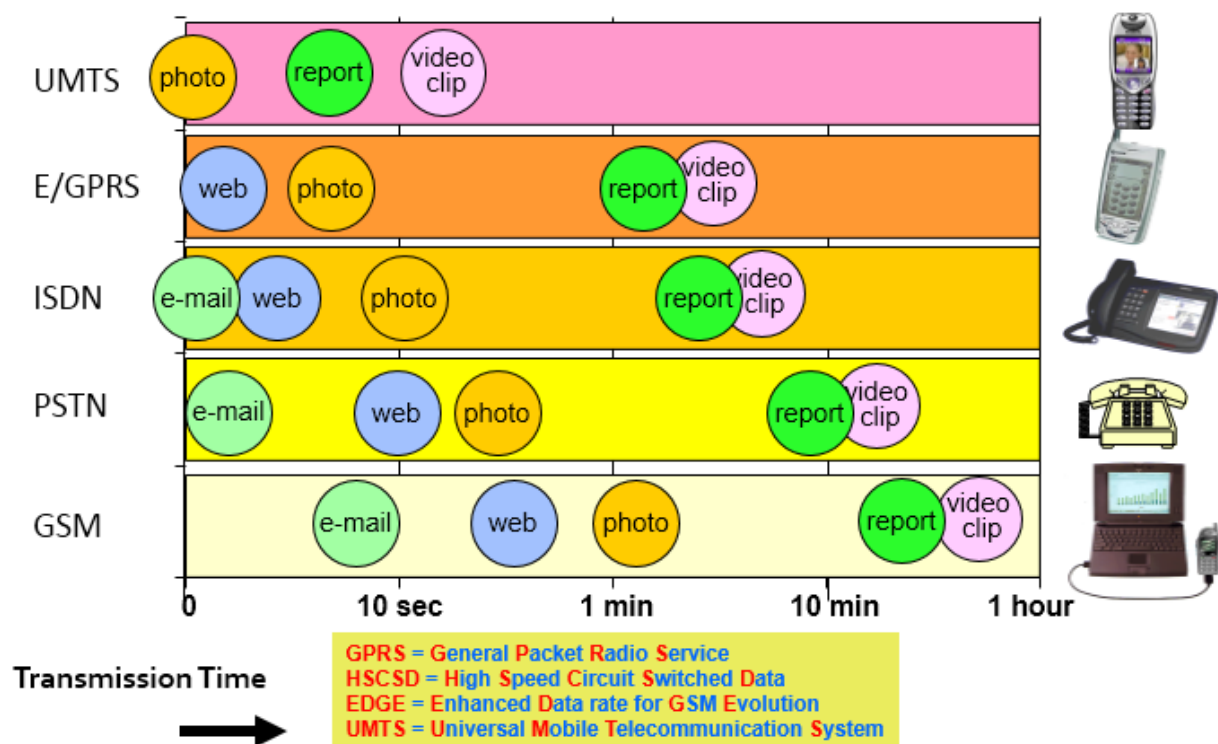 UMTS
photo
report
video
clip
E/GPRS
web
photo
report
video
clip
ISDN
e-mail
web
photo
report
video
clip
PSTN
e-mail
web
photo
report
video
clip
GSM
e-mail
web
photo
report
video
clip
0 10 sec 1 min 10 min 1 hour
Transmission Time
GPRS = General Packet Radio Service
HSCSD = High Speed Circuit Switched Data
EDGE = Enhanced Data rate for GSM Evolution
UMTS = Universal Mobile Telecommunication System